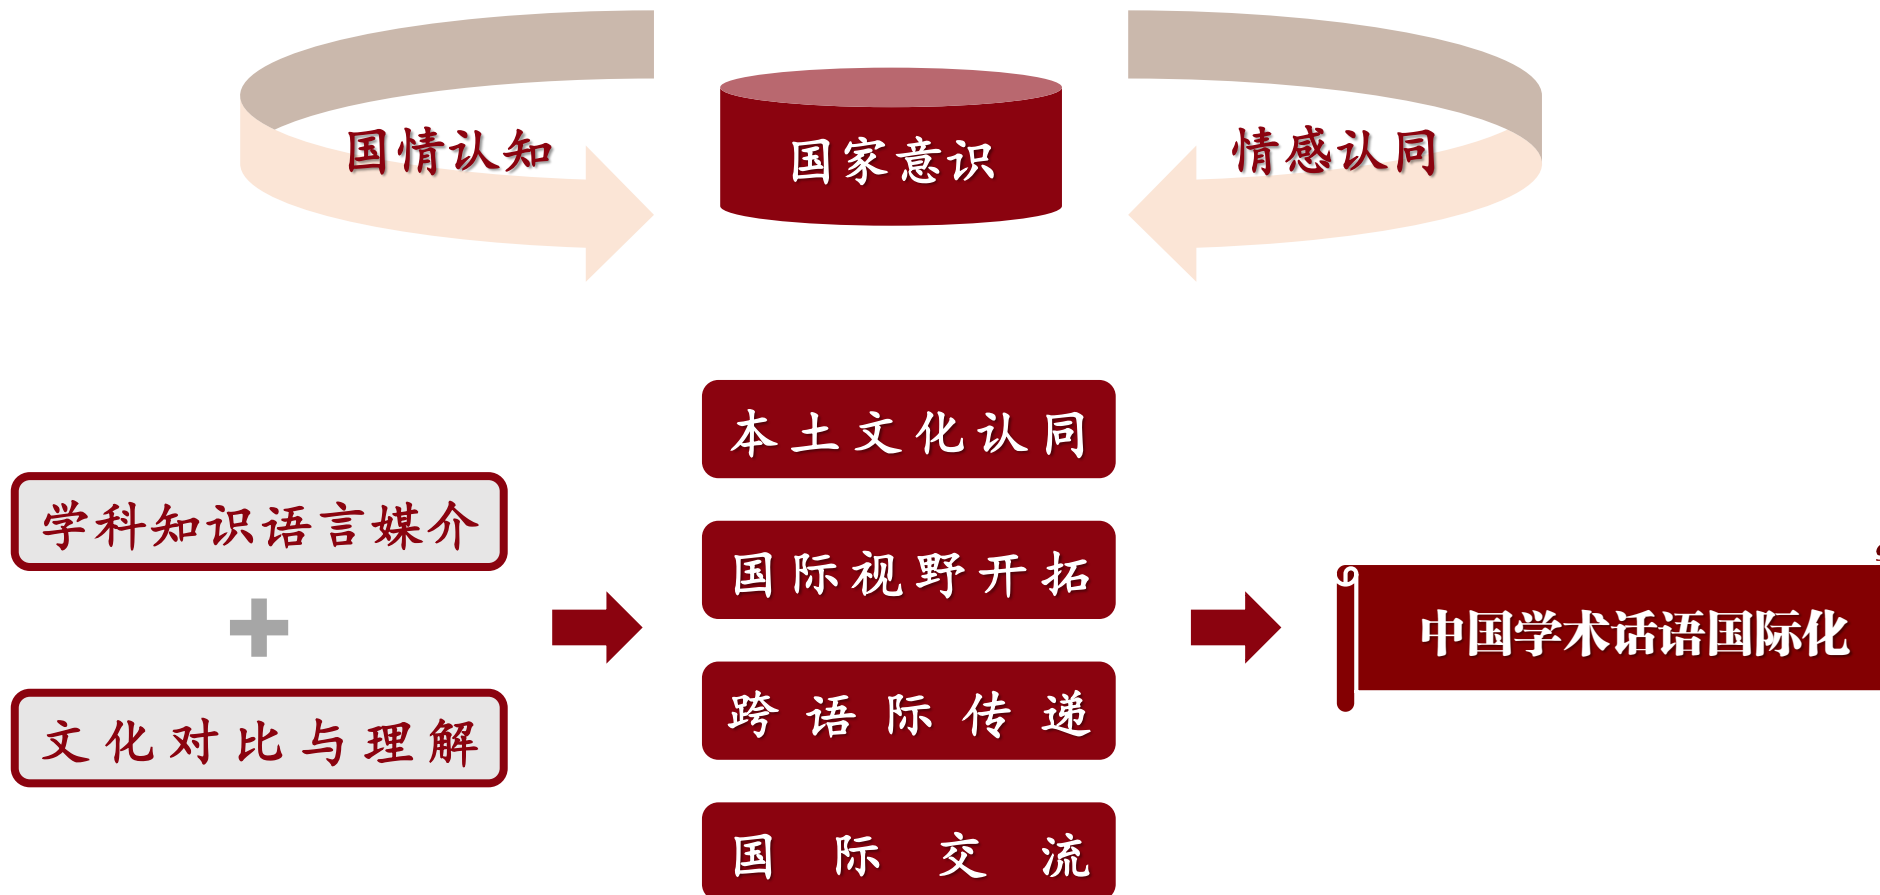 国情认知
国家意识
情感认同
学科知识语言媒介
文化对比与理解
本土文化认同
国际视野开拓
跨语际传递
国际交流
中国学术话语国际化